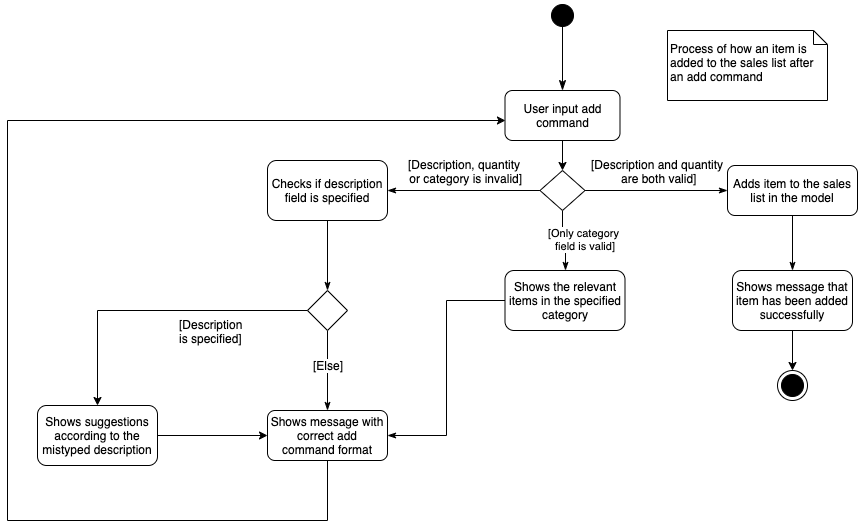 Process of how an item is
added to the sales list after
an add command
User input add
command
[Description, quantity
or category is invalid]
[Description and quantity
are both valid]
Checks if description
field is specified
Adds item to the sales
list in the model
[Only category
field is valid]
Shows the relevant
items in the specified
category
Shows message that
item has been added
successfully
[Description
is specified]
[Else]
Shows suggestions
according to the
mistyped description
Shows message with
correct add
command format